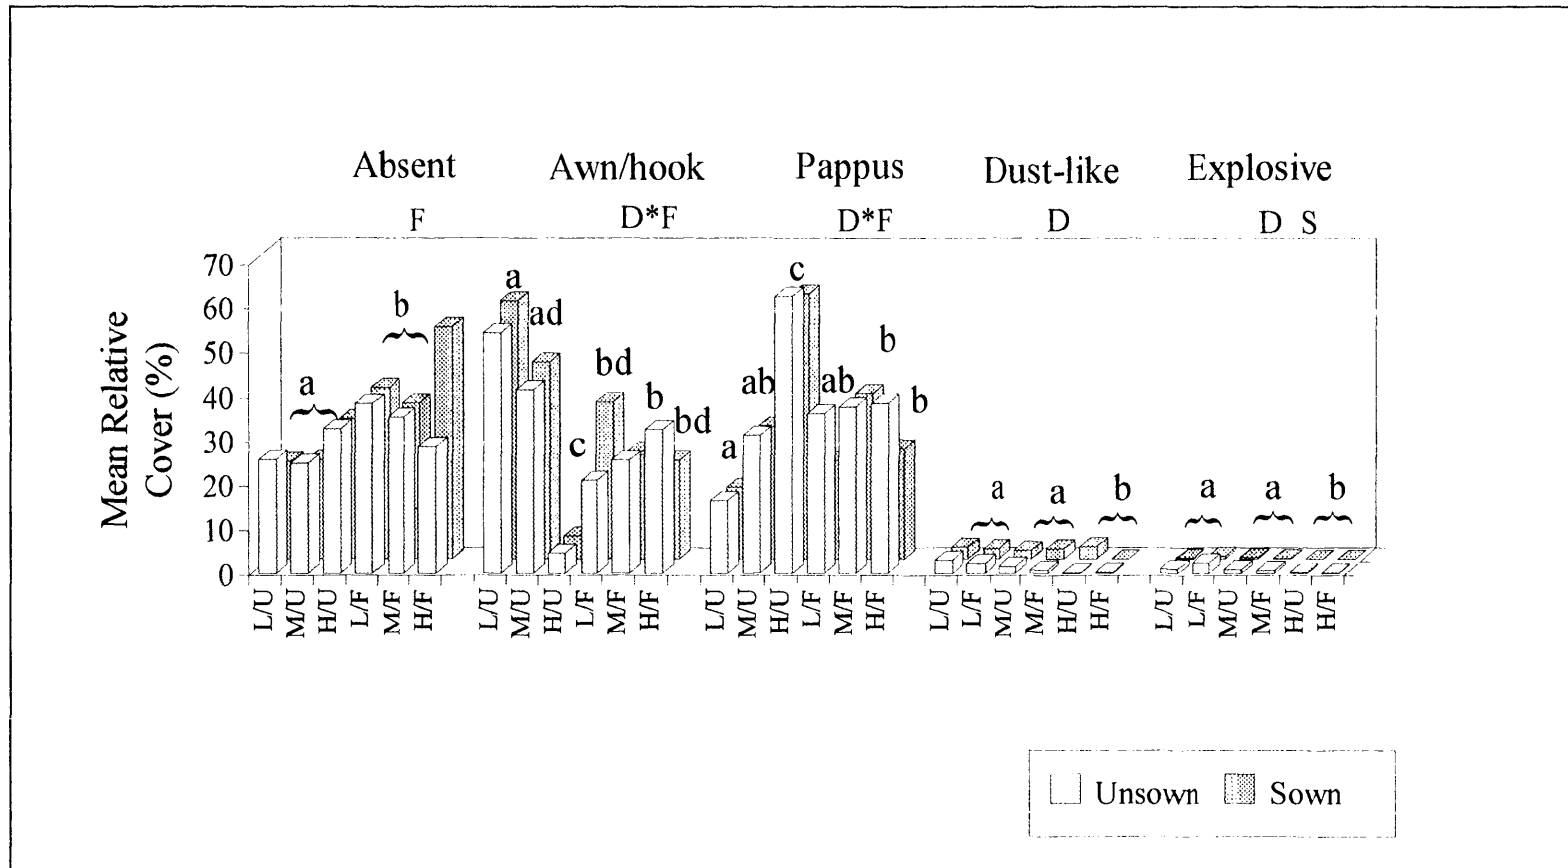 Absent Awn/hook Pappus Dust-like Explosive
F D*F D*F D D S
Mean Relative
Cover (%)
70
60
50
40
30
20
10
0
a b
a ad c bd b bd
a ab c ab b b
a a b
a a b
L/U M/U H/U L/F M/F H/F
L/U M/U H/U L/F M/F H/F
L/U M/U H/U L/F M/F H/F
L/U L/F M/U M/F H/U H/F
L/U L/F M/U M/F H/U H/F
Unsown Sown